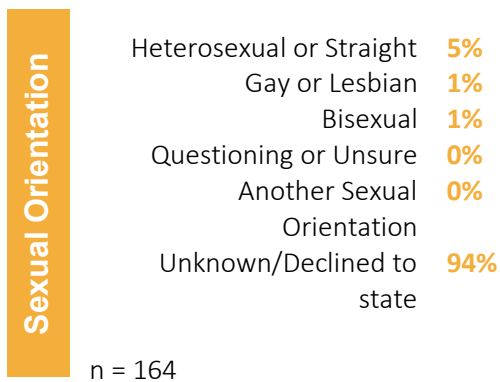 Sexual Orientation
Heterosexual or Straight 5%
Gay or Lesbian 1%
Bisexual 1%
Questioning or Unsure 0%
Another Sexual 0%
Orientation
Unknown/Declined to 94%
state
n = 164